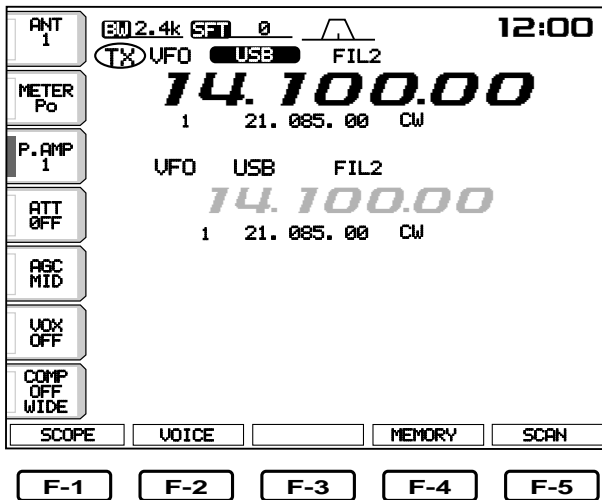 ANT
1
BW 2.4k SFT 0
12:00
TX VFO USB FIL2
METER
Po
14.100.00
1 21.085.00 CW
P.AMP
1
VFO USB FIL2
ATT
OFF
14.100.00
1 21.085.00 CW
AGC
MID
VOX
OFF
COMP
OFF
WIDE
SCOPE VOICE MEMORY SCAN
F-1 F-2 F-3 F-4 F-5